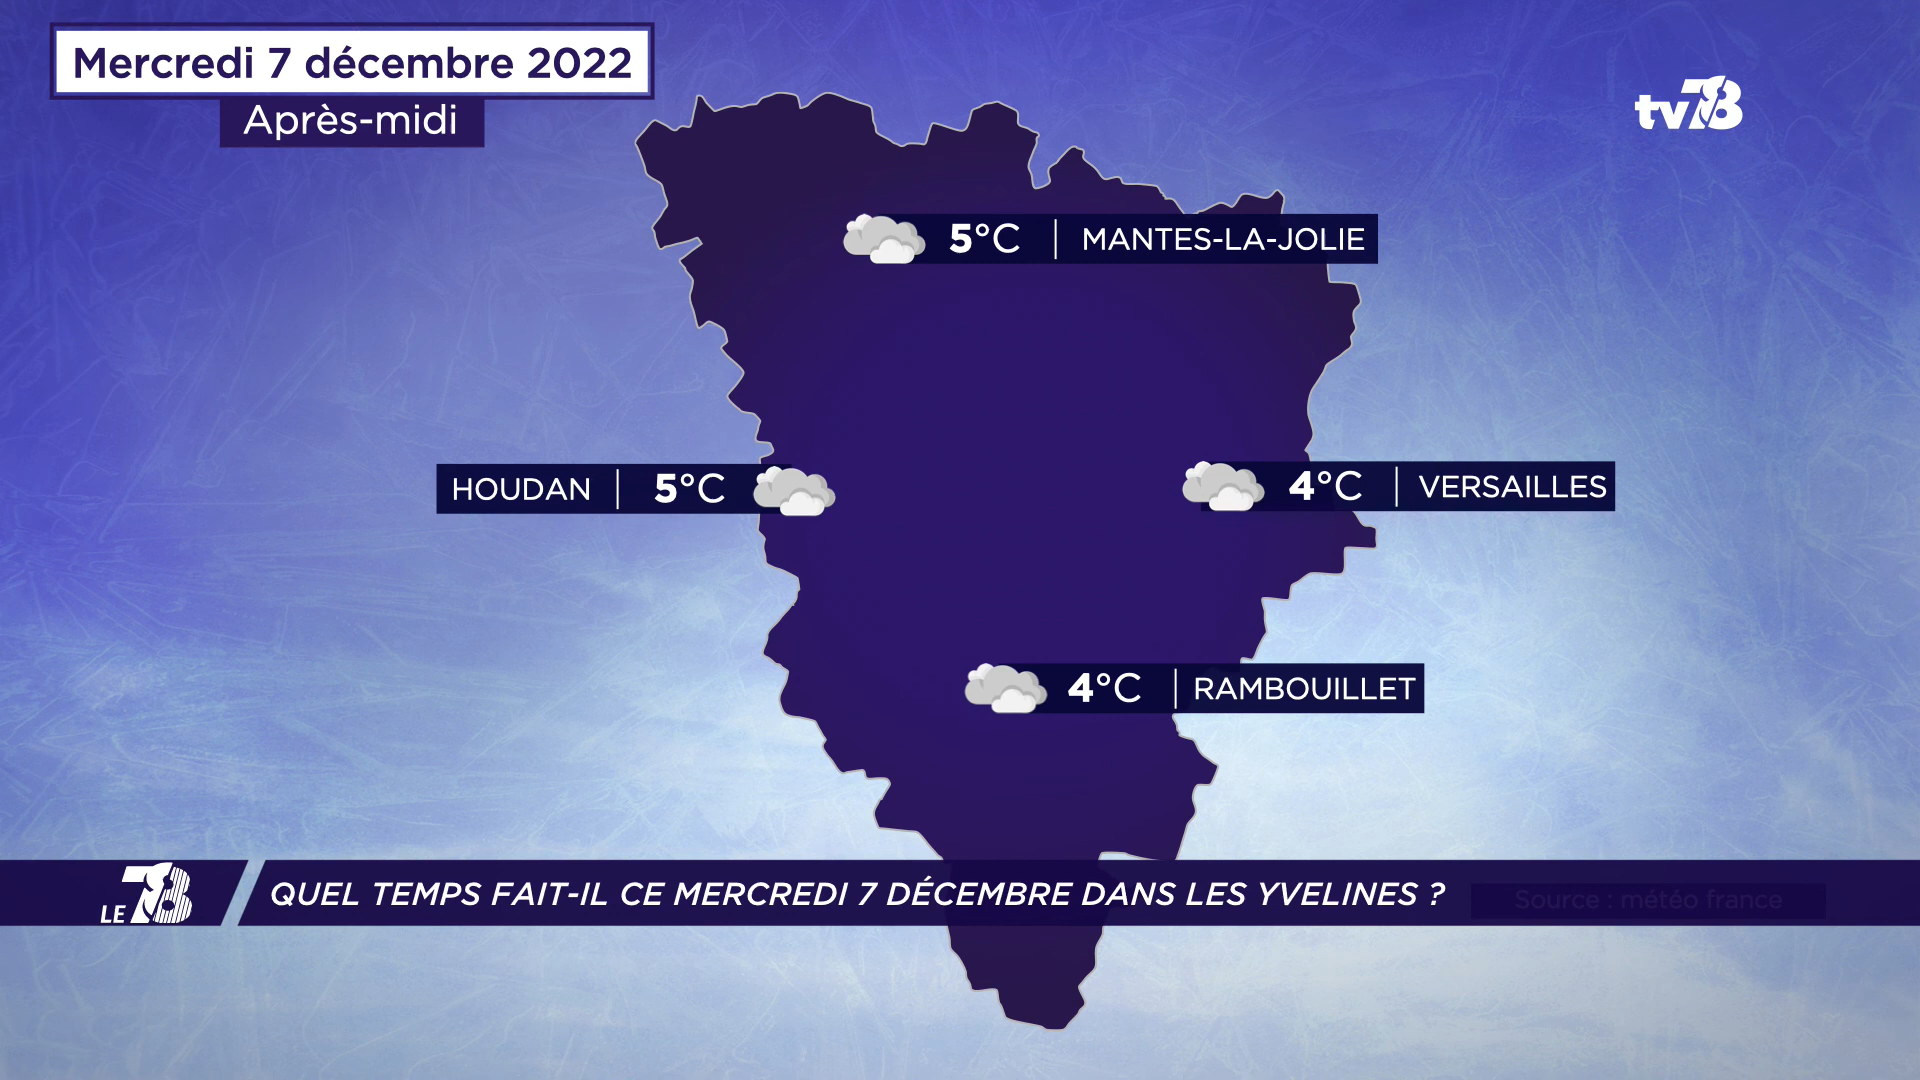 Mercredi 7 décembre 2022
Après-midi
tv78
5°C | MANTES-LA-JOLIE
HOUDAN | 5°C
4°C | VERSAILLES
4°C | RAMBOUILLET
LE 78
QUEL TEMPS FAIT-IL CE MERCREDI 7 DÉCEMBRE DANS LES YVELINES ?
Source : météo france